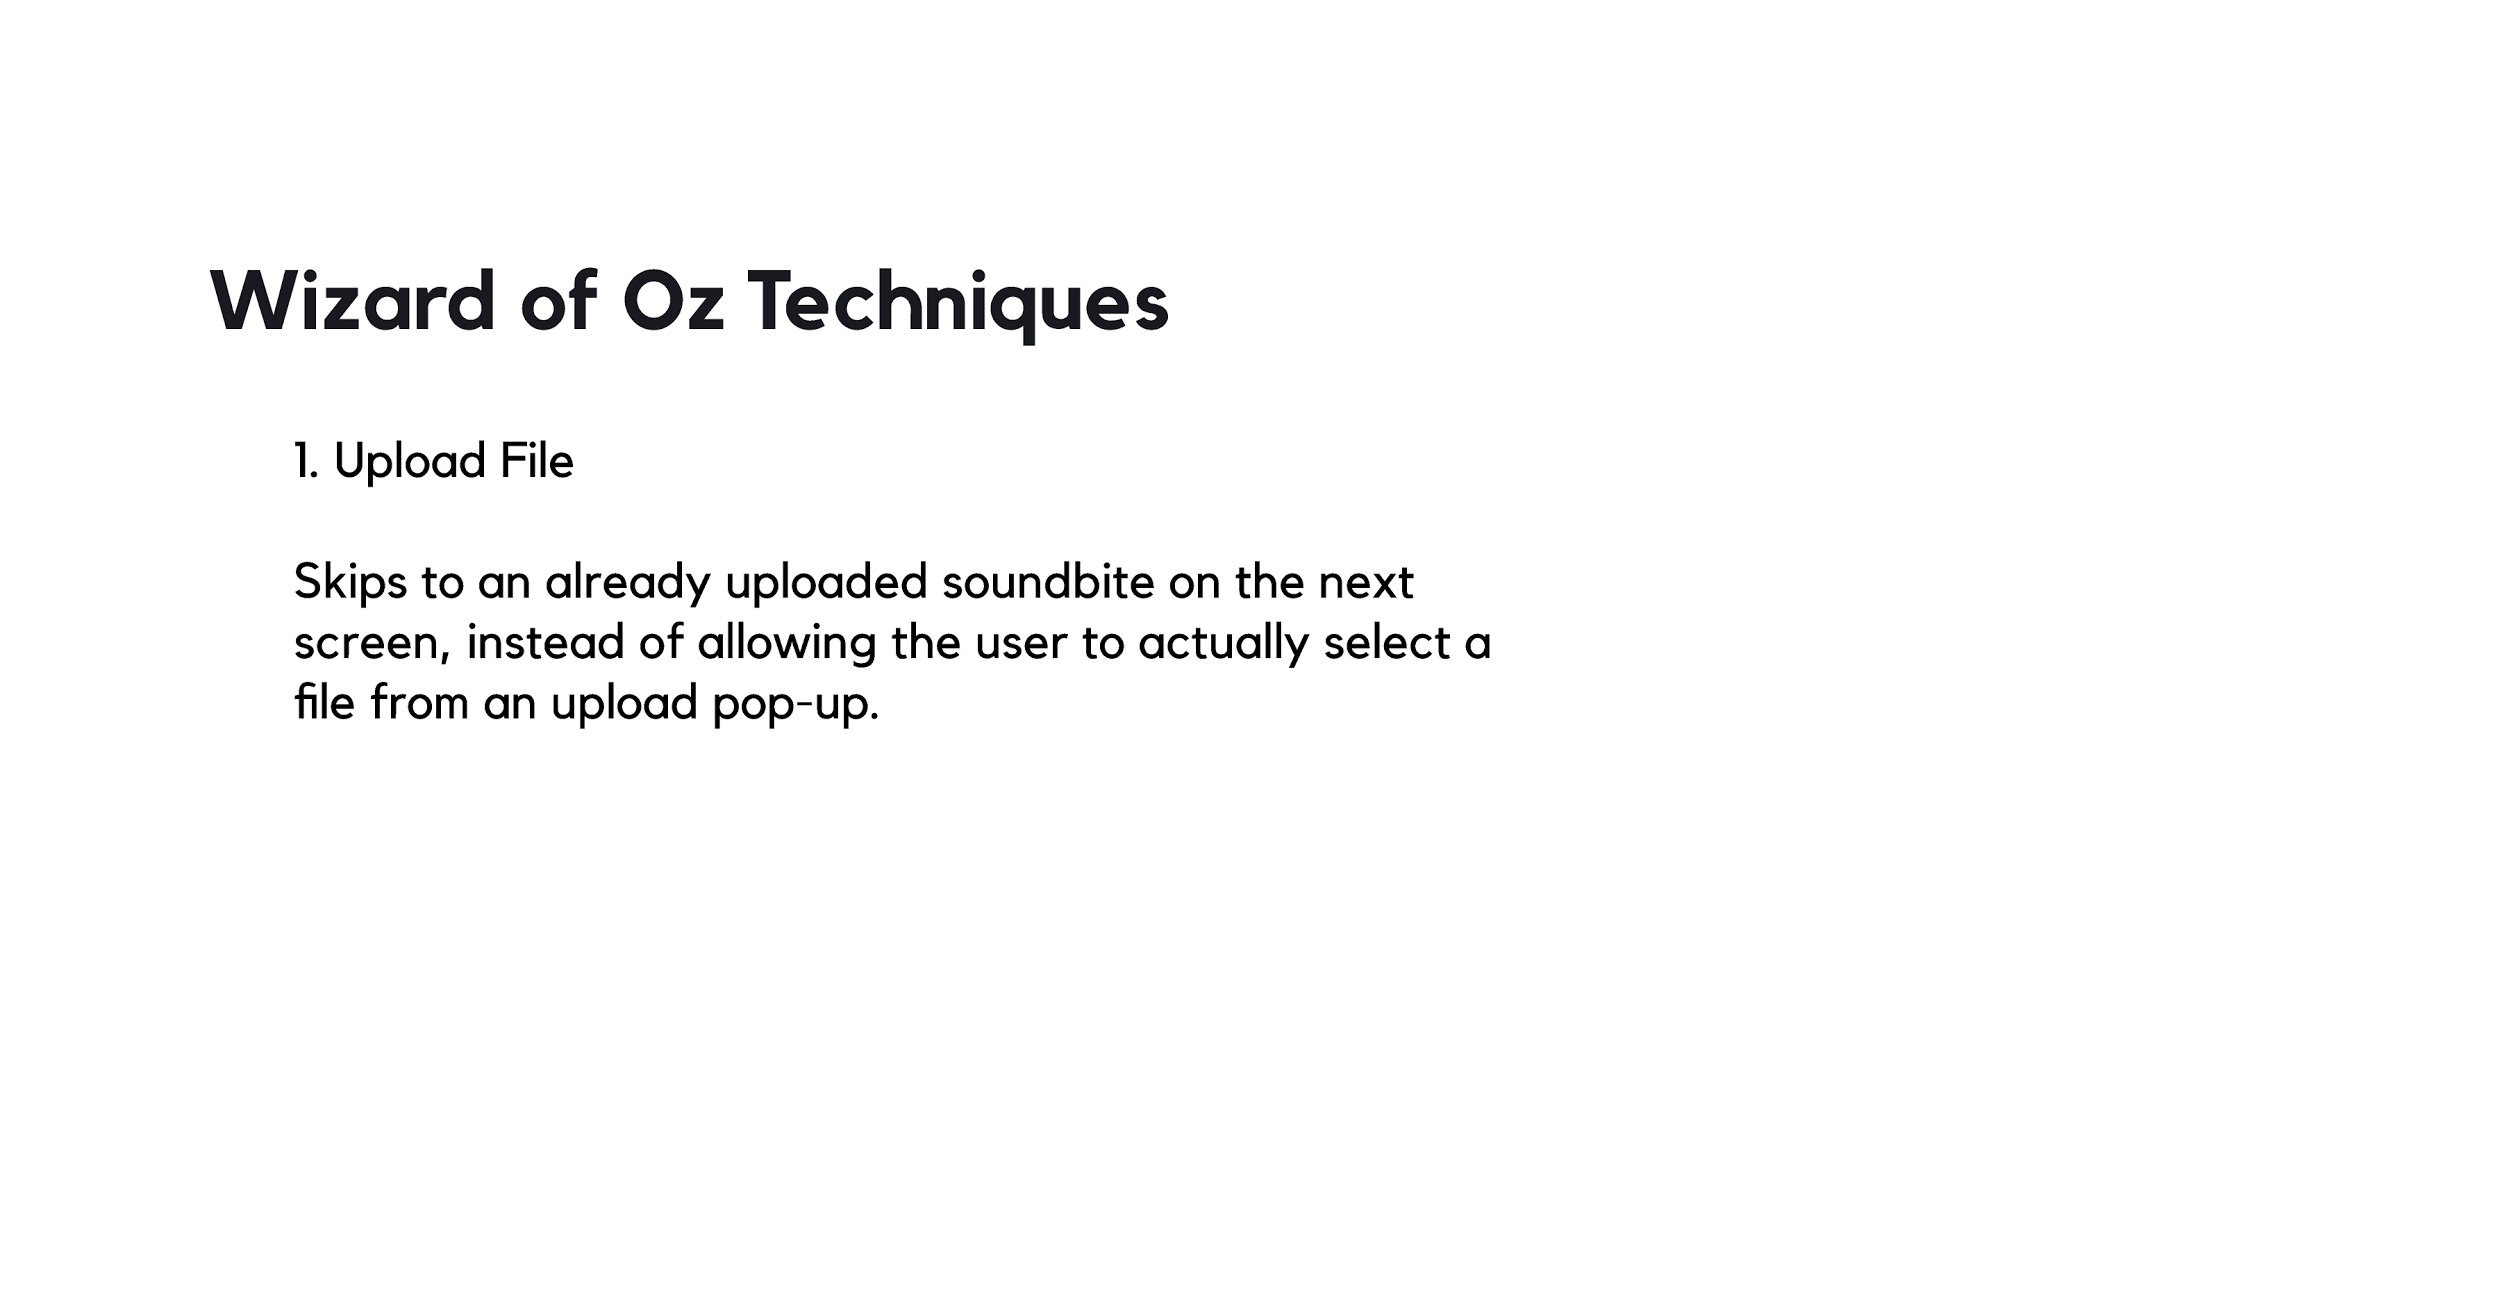 Wizard of Oz Techniques
1. Upload File
Skips to an already uploaded soundbite on the next
screen, instead of allowing the user to actually select a
file from an upload pop-up.